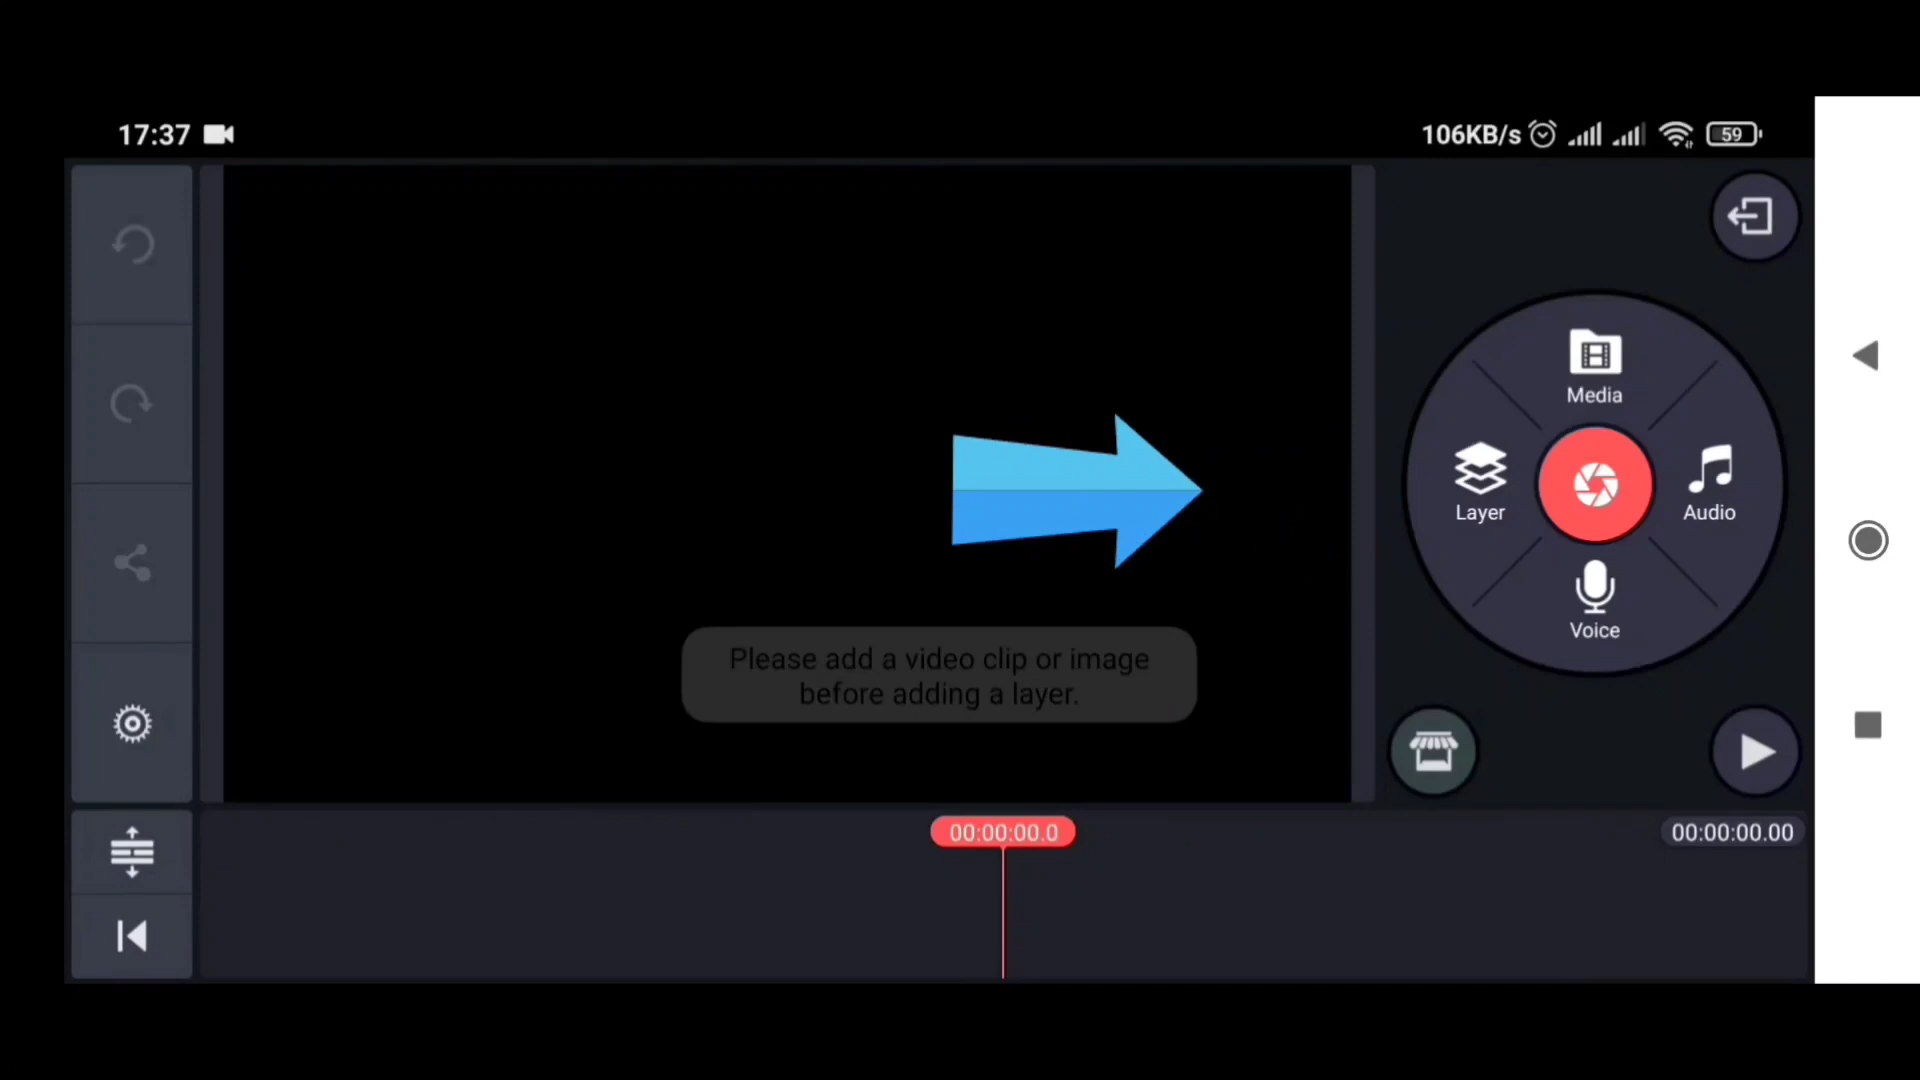 17:37
106KB/s
59
Media
Layer
Audio
Voice
Please add a video clip or image
before adding a layer.
00:00:00.0
00:00:00.00